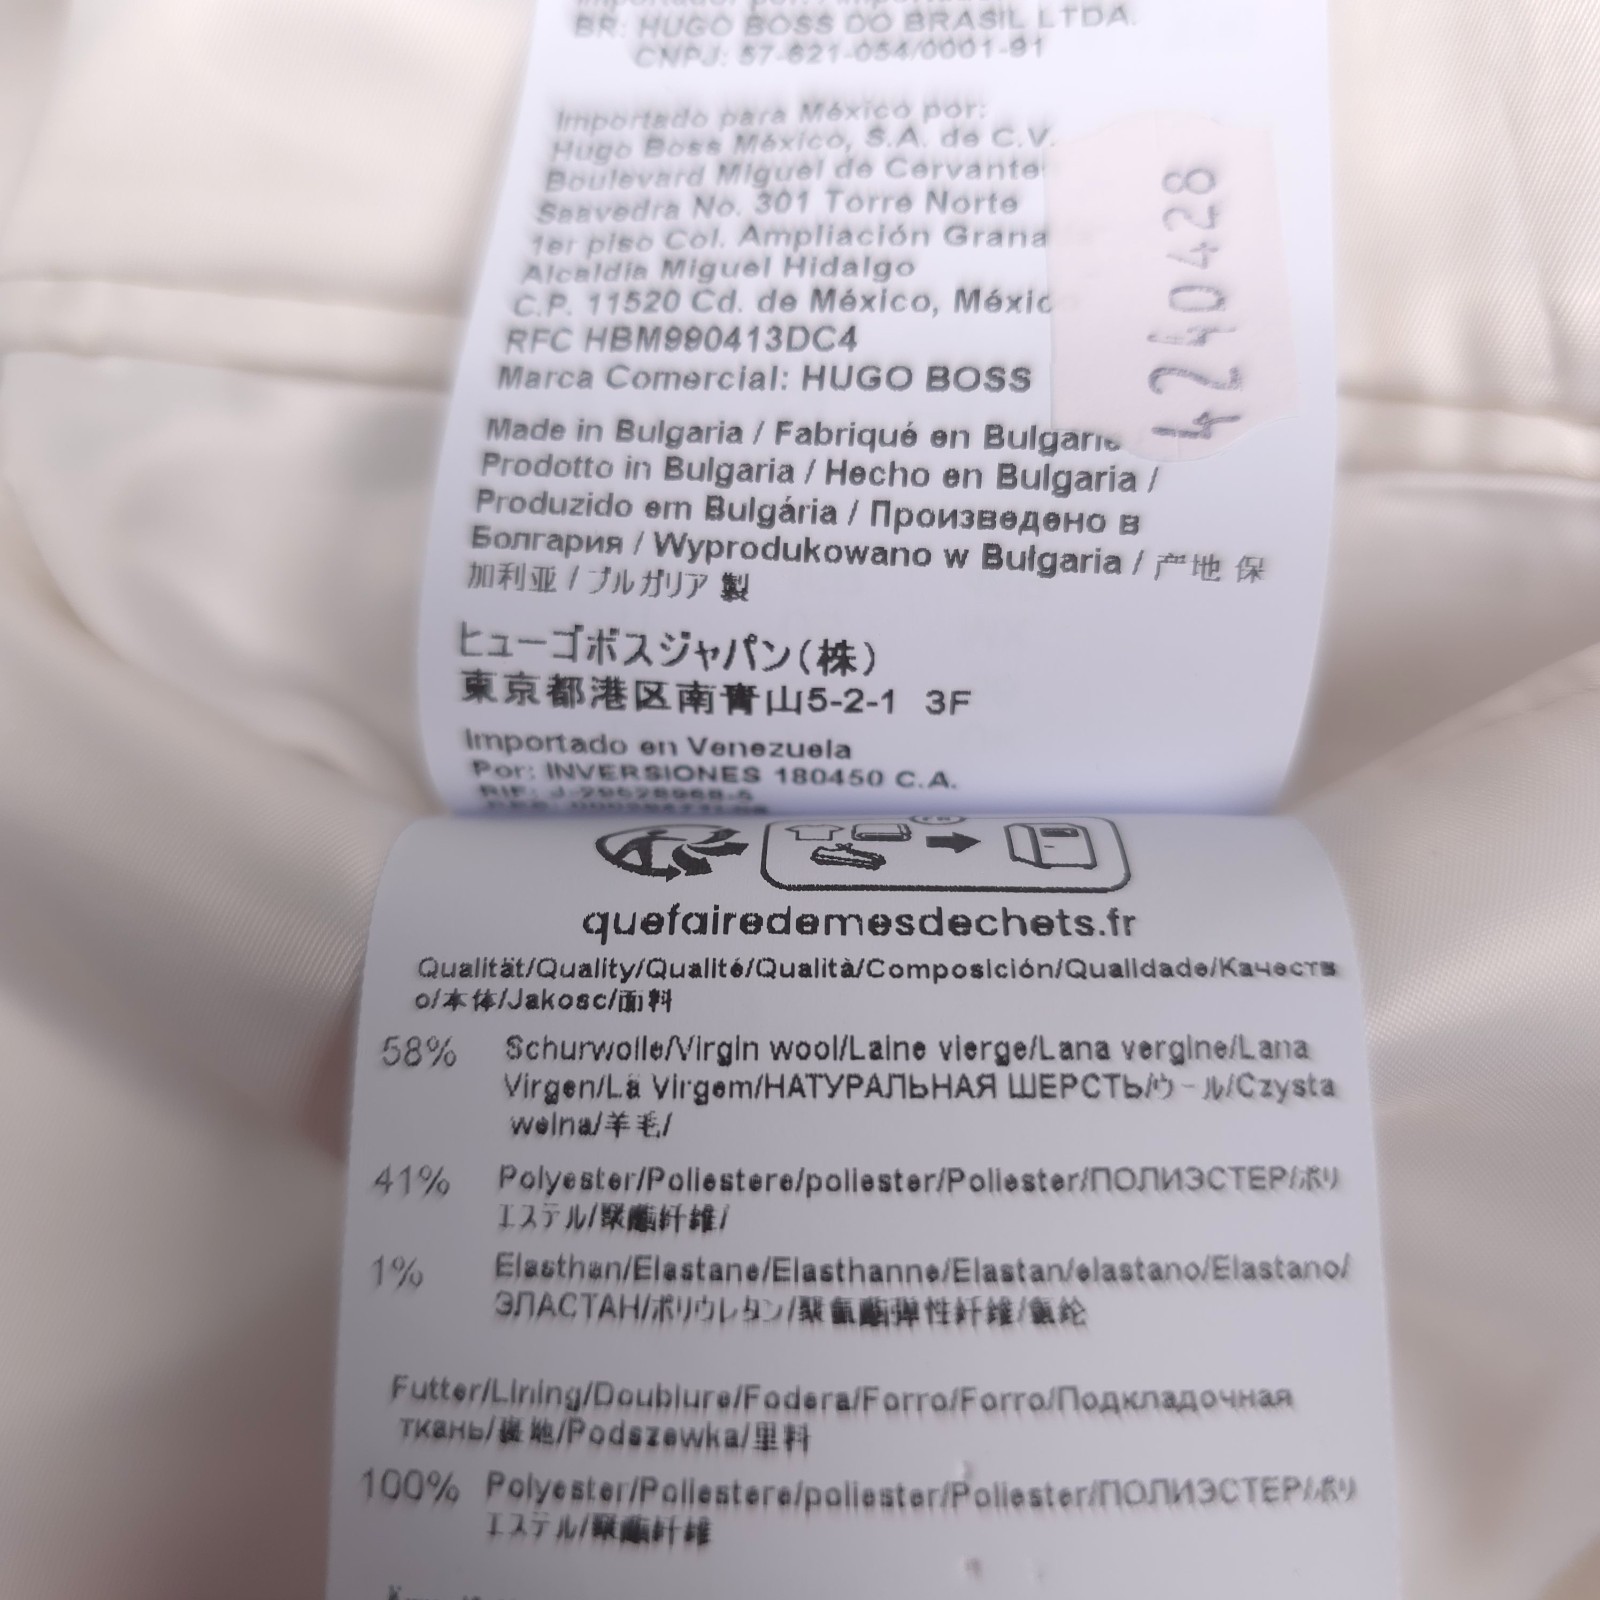 BR: HUGO BOSS DO BRASIL LTDA.
CNPJ: 57-621-054/0001-91
Importado para México por:
Hugo Boss México, S.A. de C.V.
Boulevard Miguel de Cervante
Saavedra No. 301 Torre Norte
1er piso Col. Ampliación Grana
Alcaldía Miguel Hidalgo
C.P. 11520 Cd. de México, Méxic
RFC HBM990413DC4
Marca Comercial: HUGO BOSS
4240428
Made in Bulgaria / Fabriqué en Bulgarie
Prodotto in Bulgaria / Hecho en Bulgaria /
Produzido em Bulgária / Произведено в
Болгария / Wyprodukowano w Bulgaria / 产地 保
加利亚 / ブルガリア 製
ヒューゴボスジャパン(株)
東京都港区南青山5-2-1 3F
Importado en Venezuela
Por: INVERSIONES 180450 C.A.
RIF: J-29628968-5
quefairedemesdechets.fr
Qualität/Quality/Qualité/Qualità/Composición/Qualidade/Качеств
о/本体/Jakosc/面料
58% Schurwolle/Virgin wool/Laine vierge/Lana vergine/Lana
Virgen/Lã Virgem/НАТУРАЛЬНАЯ ШЕРСТЬ/ウール/Czysta
welna/羊毛/
41% Polyester/Poliestere/poliester/Poliester/ПОЛИЭСТЕР/ポリ
エステル/聚酯纤维/
1% Elasthan/Elastane/Elasthanne/Elastan/elastano/Elastano/
ЭЛАСТАН/ポリウレタン/聚氨酯弹性纤维/氨纶
Futter/Lining/Doublure/Fodera/Forro/Forro/Подкладочная
ткань/裏地/Podszewka/里料
100% Polyester/Poliestere/poliester/Poliester/ПОЛИЭСТЕР/ポリ
エステル/聚酯纤维